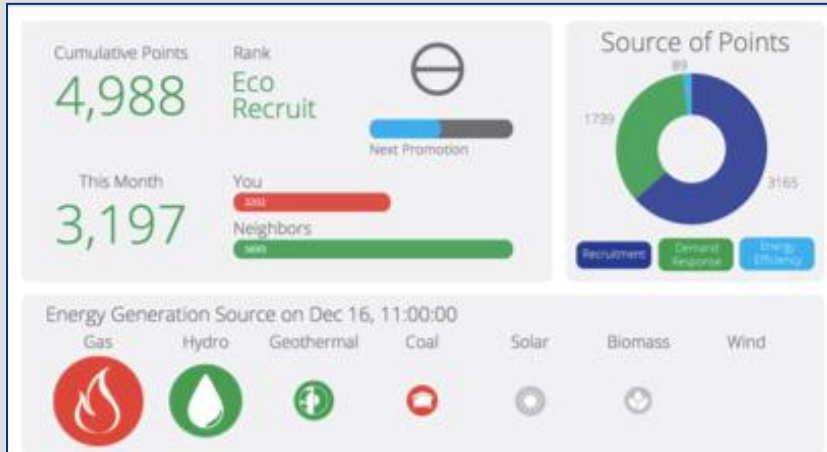 Cumulative Points
4,988
Rank
Eco
Recruit
Next Promotion
This Month
3,197
You
Neighbors
Source of Points
89
1739
3165
Recruitment
Demand
Response
Energy
Efficiency
Energy Generation Source on Dec 16, 11:00:00
Gas Hydro Geothermal Coal Solar Biomass Wind